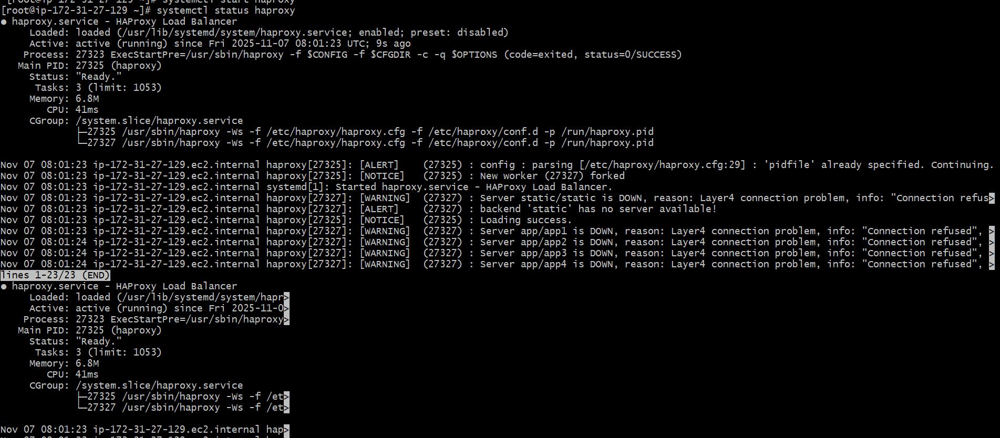 [root@ip-172-31-27-129 ~]# systemctl start haproxy
[root@ip-172-31-27-129 ~]# systemctl status haproxy
● haproxy.service - HAProxy Load Balancer
     Loaded: loaded (/usr/lib/systemd/system/haproxy.service; enabled; preset: disabled)
     Active: active (running) since Fri 2025-11-07 08:01:23 UTC; 9s ago
    Process: 27323 ExecStartPre=/usr/sbin/haproxy -f $CONFIG -f $CFGDIR -c -q $OPTIONS (code=exited, status=0/SUCCESS)
   Main PID: 27325 (haproxy)
     Status: "Ready."
      Tasks: 3 (limit: 1053)
     Memory: 6.8M
        CPU: 41ms
     CGroup: /system.slice/haproxy.service
             ├─27325 /usr/sbin/haproxy -Ws -f /etc/haproxy/haproxy.cfg -f /etc/haproxy/conf.d -p /run/haproxy.pid
             └─27327 /usr/sbin/haproxy -Ws -f /etc/haproxy/haproxy.cfg -f /etc/haproxy/conf.d -p /run/haproxy.pid
Nov 07 08:01:23 ip-172-31-27-129.ec2.internal haproxy[27325]: [ALERT]    (27325) : config : parsing [/etc/haproxy/haproxy.cfg:29] : 'pidfile' already specified. Continuing.
Nov 07 08:01:23 ip-172-31-27-129.ec2.internal haproxy[27325]: [NOTICE]   (27325) : New worker (27327) forked
Nov 07 08:01:23 ip-172-31-27-129.ec2.internal systemd[1]: Started haproxy.service - HAProxy Load Balancer.
Nov 07 08:01:23 ip-172-31-27-129.ec2.internal haproxy[27327]: [WARNING]  (27327) : Server static/static is DOWN, reason: Layer4 connection problem, info: "Connection refus>
Nov 07 08:01:23 ip-172-31-27-129.ec2.internal haproxy[27327]: [ALERT]    (27327) : backend 'static' has no server available!
Nov 07 08:01:23 ip-172-31-27-129.ec2.internal haproxy[27325]: [NOTICE]   (27325) : Loading success.
Nov 07 08:01:23 ip-172-31-27-129.ec2.internal haproxy[27327]: [WARNING]  (27327) : Server app/app1 is DOWN, reason: Layer4 connection problem, info: "Connection refused", >
Nov 07 08:01:24 ip-172-31-27-129.ec2.internal haproxy[27327]: [WARNING]  (27327) : Server app/app2 is DOWN, reason: Layer4 connection problem, info: "Connection refused", >
Nov 07 08:01:24 ip-172-31-27-129.ec2.internal haproxy[27327]: [WARNING]  (27327) : Server app/app3 is DOWN, reason: Layer4 connection problem, info: "Connection refused", >
Nov 07 08:01:24 ip-172-31-27-129.ec2.internal haproxy[27327]: [WARNING]  (27327) : Server app/app4 is DOWN, reason: Layer4 connection problem, info: "Connection refused", >
lines 1-23/23 (END)
● haproxy.service - HAProxy Load Balancer
     Loaded: loaded (/usr/lib/systemd/system/hapr>
     Active: active (running) since Fri 2025-11-0>
    Process: 27323 ExecStartPre=/usr/sbin/haproxy>
   Main PID: 27325 (haproxy)
     Status: "Ready."
      Tasks: 3 (limit: 1053)
     Memory: 6.8M
        CPU: 41ms
     CGroup: /system.slice/haproxy.service
             ├─27325 /usr/sbin/haproxy -Ws -f /et>
             └─27327 /usr/sbin/haproxy -Ws -f /et>
Nov 07 08:01:23 ip-172-31-27-129.ec2.internal hap>